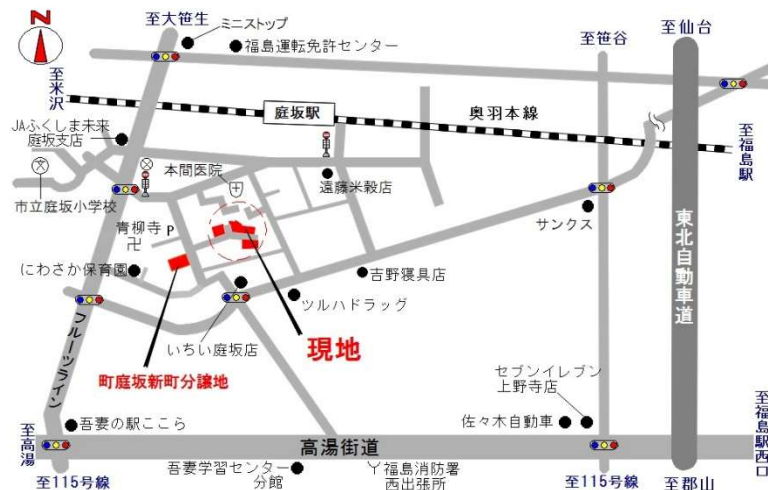 N
至大笹生
ミニストップ
福島運転免許センター
至笹谷
至仙台
至米沢
庭坂駅
奥羽本線
至福島駅
JAふくしま未来
庭坂支店
本間医院
遠藤米穀店
市立庭坂小学校
青柳寺
P
サンクス
東北自動車道
にわさか保育園
吉野寝具店
ツルハドラッグ
いちい庭坂店
現地
町庭坂新町分譲地
フルーツライン
セブンイレブン
上野寺店
吾妻の駅ここら
佐々木自動車
至高湯
高湯街道
至福島駅西口
至115号線
吾妻学習センター
分館
福島消防署
西出張所
至115号線
至郡山